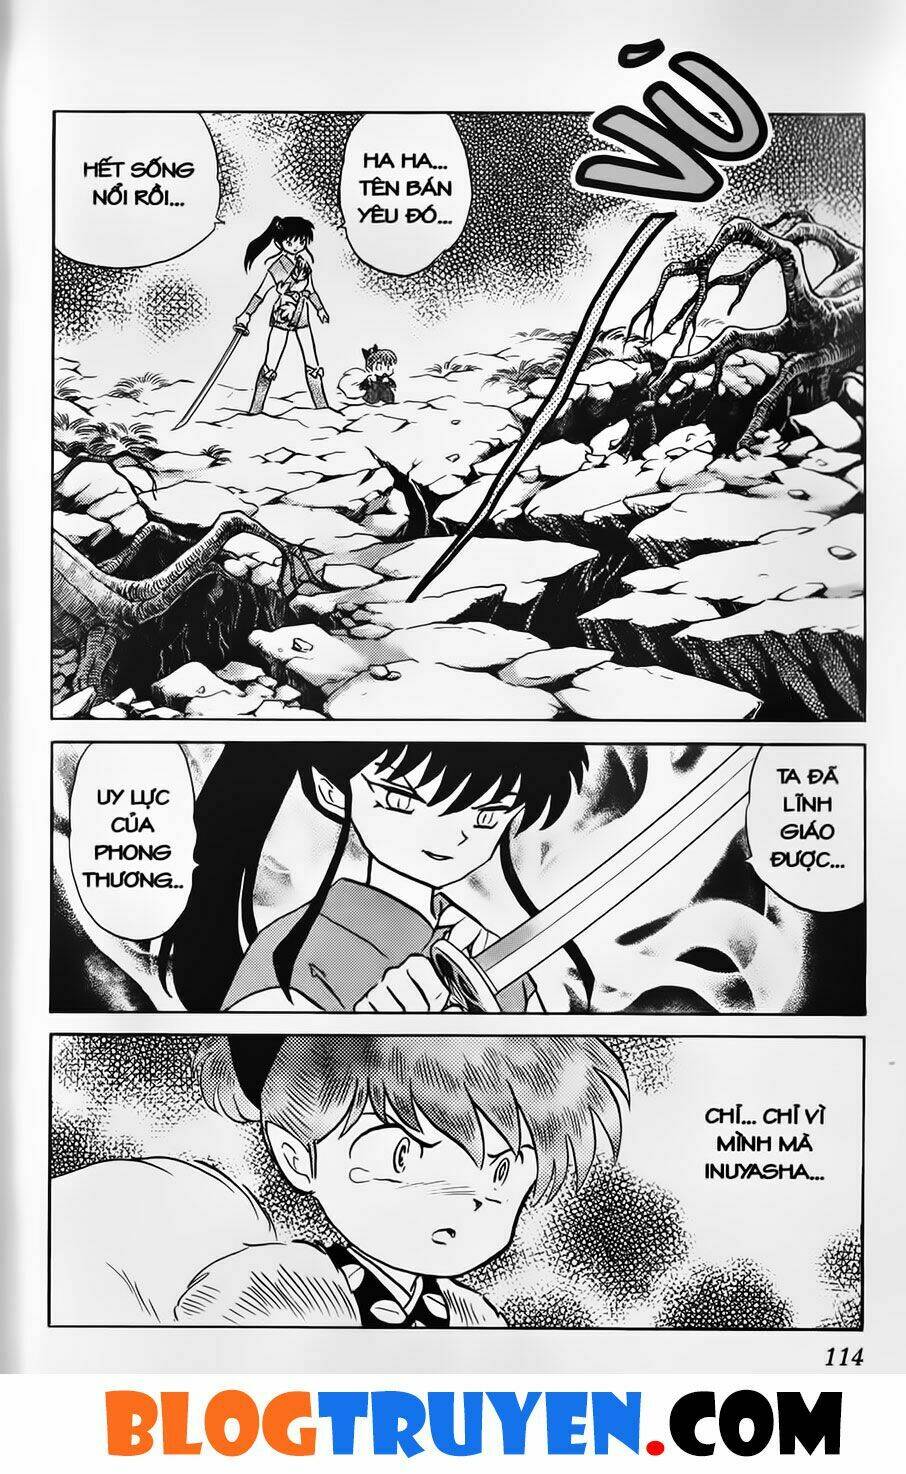 VÙ
HA HA...
TÊN BÁN
YÊU ĐÓ...
HẾT SỐNG
NỔI RỒI...
TA ĐÃ
LĨNH
GIÁO
ĐƯỢC...
UY LỰC
CỦA
PHONG
THƯƠNG...
CHỈ... CHỈ VÌ
MÌNH MÀ
INUYASHA...
114
BLOGTRUYEN.COM